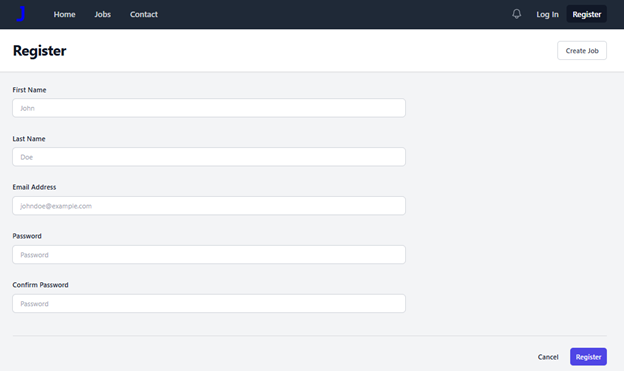 J Home Jobs Contact Log In Register
Register Create Job
First Name
John
Last Name
Doe
Email Address
johndoe@example.com
Password
Password
Confirm Password
Password
Cancel Register